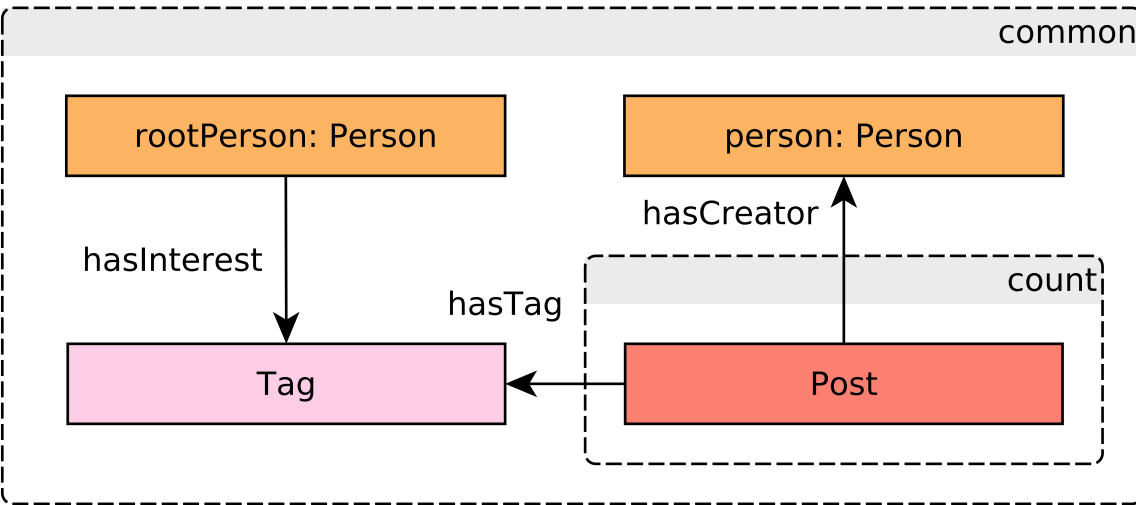 common
rootPerson: Person
person: Person
hasCreator
hasInterest
count
hasTag
Tag
Post